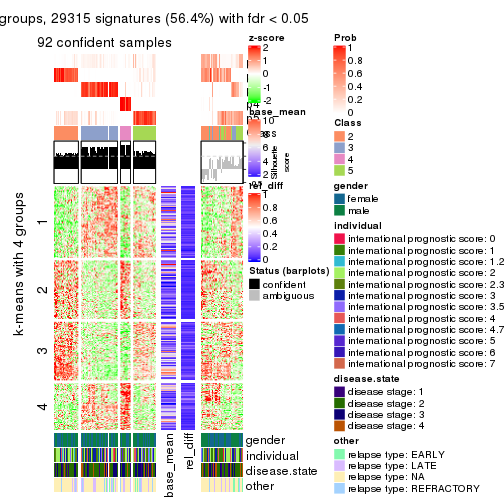 groups, 29315 signatures (56.4%) with fdr < 0.05
92 confident samples
z-score
2
1
0
-1
-2
base_mean
10
8
6
4
2
rel_diff
1
0.8
0.6
0.4
0.2
0
Status (barplots)
confident
ambiguous
Silhouette
score
k-means with 4 groups
1
2
3
4
base_mean
rel_diff
gender
individual
disease.state
other
Prob
1
0.8
0.6
0.4
0.2
0
Class
2
3
4
5
gender
female
male
individual
international prognostic score: 0
international prognostic score: 1
international prognostic score: 1.2
international prognostic score: 2
international prognostic score: 2.3
international prognostic score: 3
international prognostic score: 3.5
international prognostic score: 4
international prognostic score: 4.7
international prognostic score: 5
international prognostic score: 6
international prognostic score: 7
disease.state
disease stage: 1
disease stage: 2
disease stage: 3
disease stage: 4
other
relapse type: EARLY
relapse type: LATE
relapse type: NA
relapse type: REFRACTORY